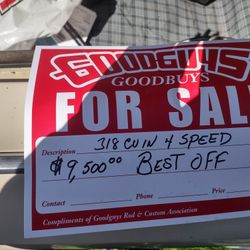 GOODGUYS
GOODBUYS
FOR SAL
Description 318 CU IN 4 SPEED
$9,500⁰⁰ BEST OFF
Contact Phone Price
Compliments of Goodguys Rod & Custom Association